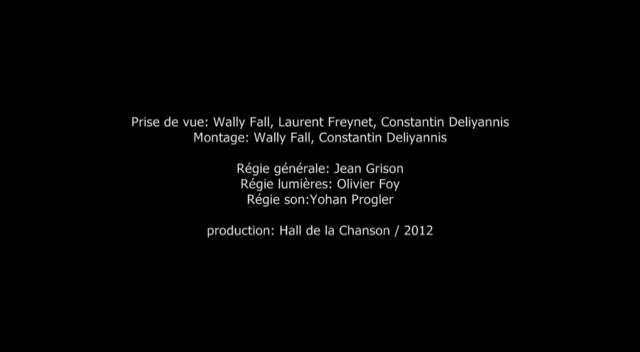 Prise de vue: Wally Fall, Laurent Freynet, Constantin Deliyannis
Montage: Wally Fall, Constantin Deliyannis
Régie générale: Jean Grison
Régie lumières: Olivier Foy
Régie son:Yohan Progler
production: Hall de la Chanson / 2012